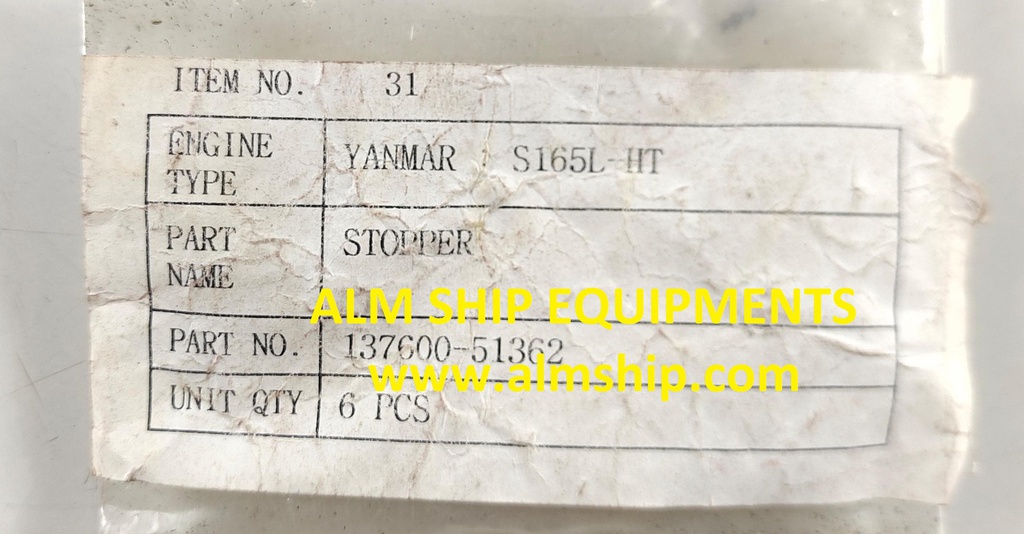 ITEM NO. 31
ENGINE TYPE YANMAR S165L-HT
PART NAME STOPPER
ALM SHIP EQUIPMENTS
PART NO. 137600-51362
www.almship.com
UNIT QTY 6 PCS